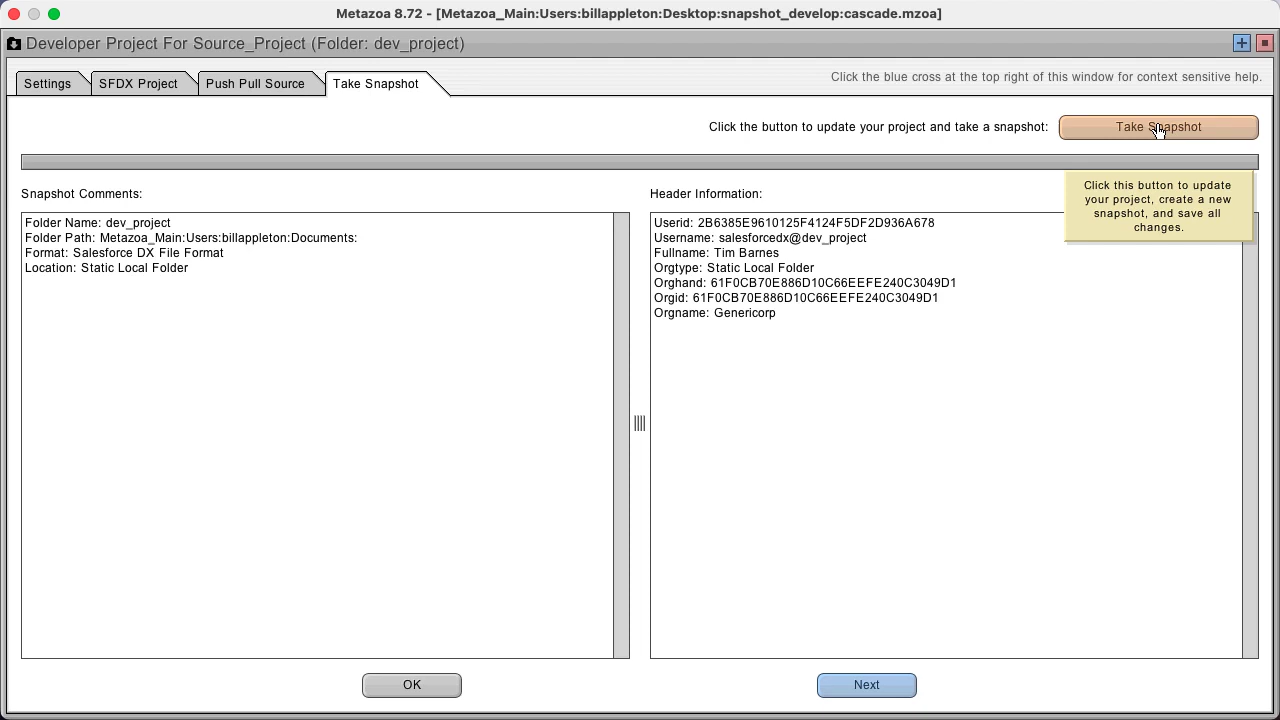 Metazoa 8.72 - [Metazoa_Main:Users:billappleton:Desktop:snapshot_develop:cascade.mzoa]
Developer Project For Source_Project (Folder: dev_project)
Settings
SFDX Project
Push Pull Source
Take Snapshot
Click the blue cross at the top right of this window for context sensitive help.
Click the button to update your project and take a snapshot:
Take Snapshot
Click this button to update
your project, create a new
snapshot, and save all
changes.
Snapshot Comments:
Folder Name: dev_project
Folder Path: Metazoa_Main:Users:billappleton:Documents:
Format: Salesforce DX File Format
Location: Static Local Folder
Header Information:
Userid: 2B6385E9610125F4124F5DF2D936A678
Username: salesforcedx@dev_project
Fullname: Tim Barnes
Orgtype: Static Local Folder
Orghand: 61F0CB70E886D10C66EEFE240C3049D1
Orgid: 61F0CB70E886D10C66EEFE240C3049D1
Orgname: Genericorp
OK
Next